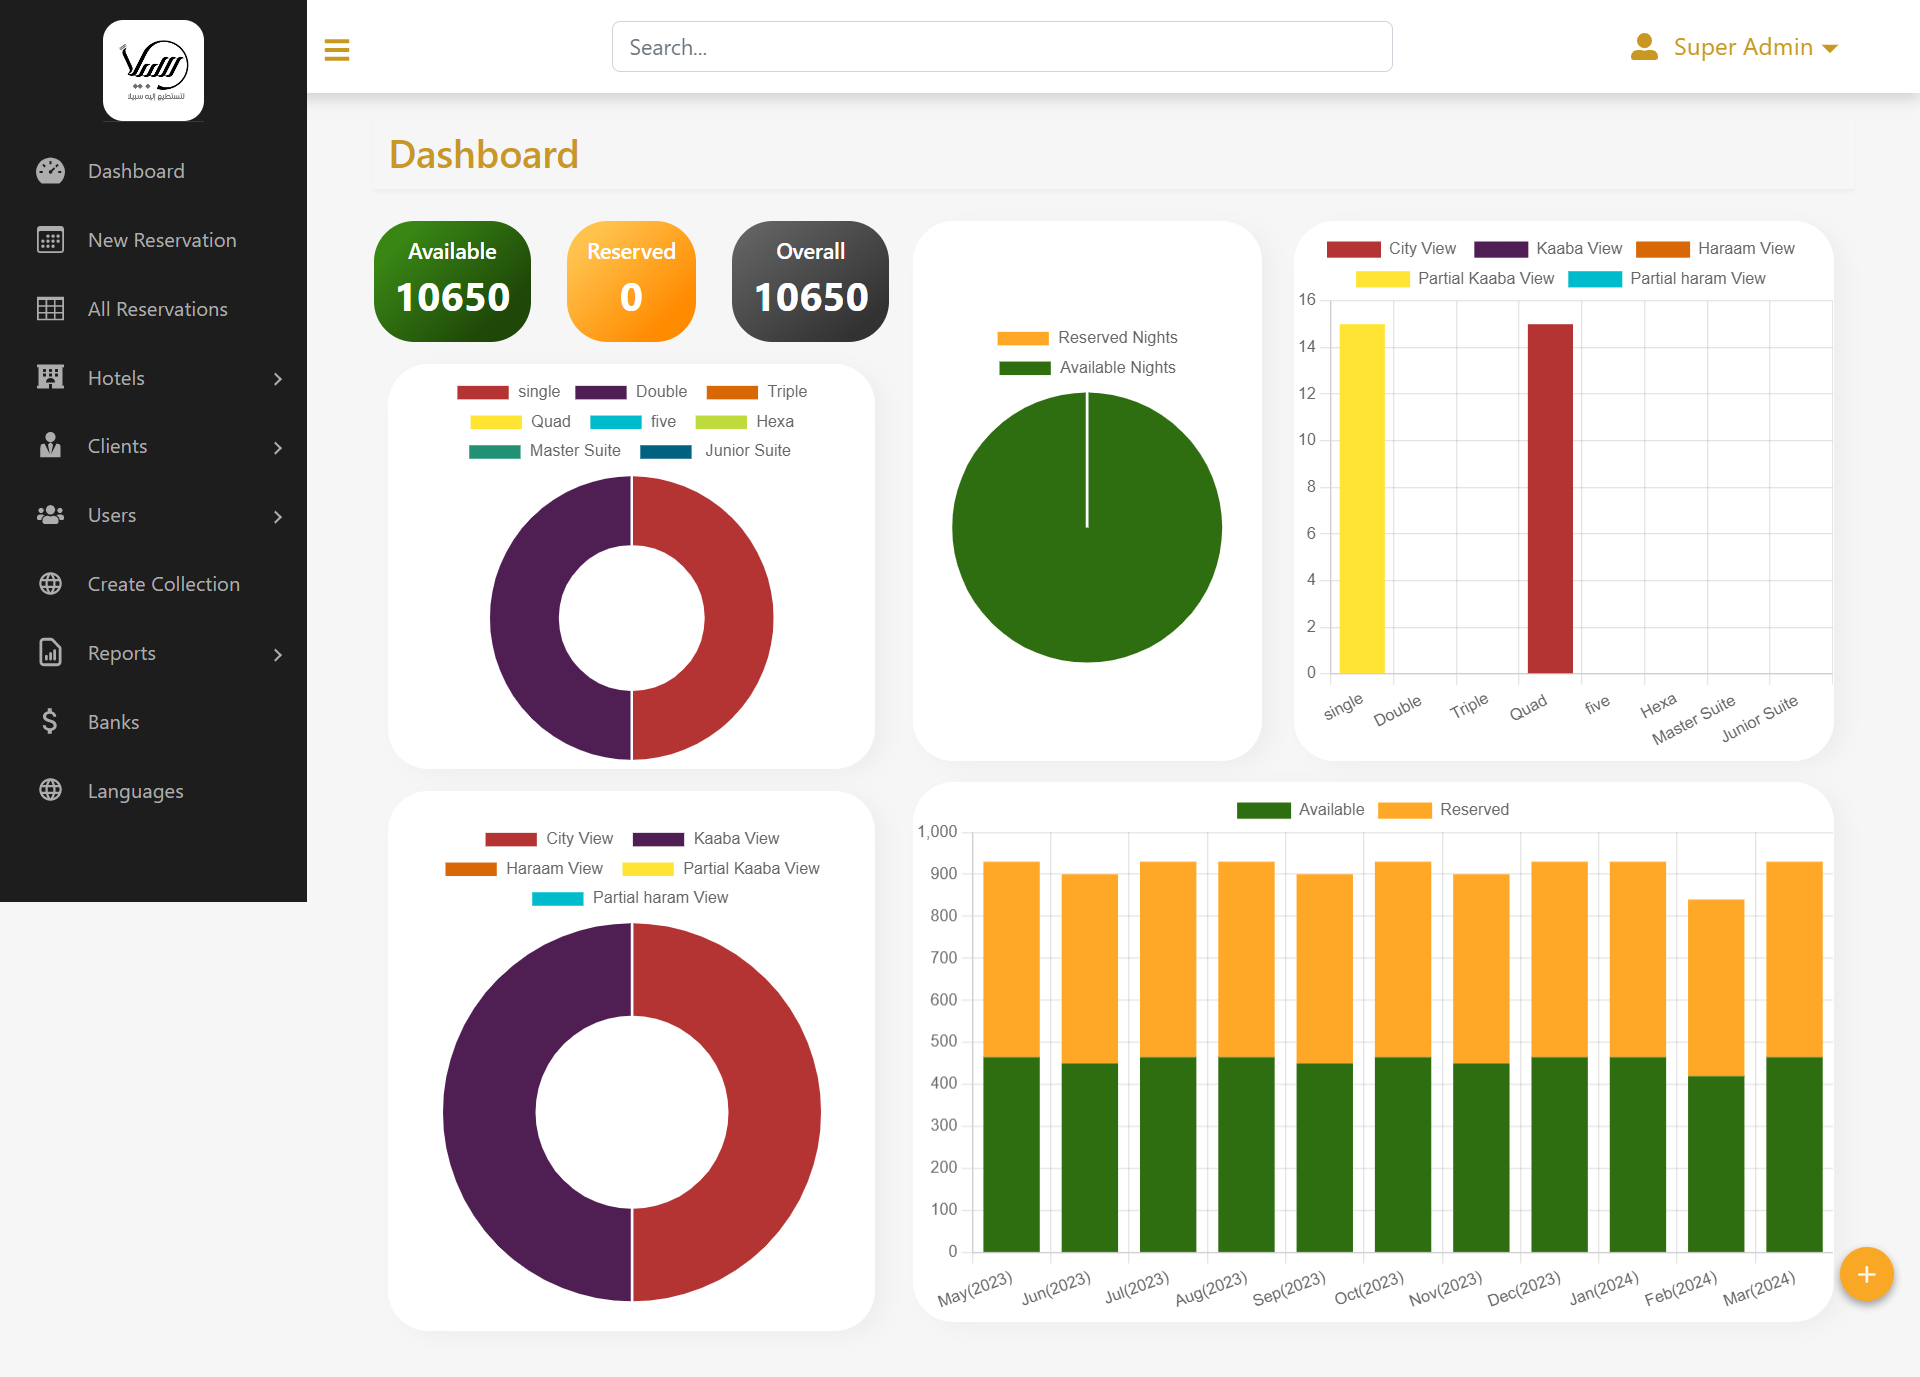 لتستطيع إليه سبيلا
Search...
Super Admin
Dashboard
New Reservation
All Reservations
Hotels
Clients
Users
Create Collection
Reports
Banks
Languages
Dashboard
Available
10650
Reserved
0
Overall
10650
single Double Triple
Quad five Hexa
Master Suite Junior Suite
Reserved Nights
Available Nights
City View Kaaba View Haraam View
Partial Kaaba View Partial haram View
16
14
12
10
8
6
4
2
0
single Double Triple Quad five Hexa Master Suite Junior Suite
City View Kaaba View
Haraam View Partial Kaaba View
Partial haram View
Available Reserved
1,000
900
800
700
600
500
400
300
200
100
0
May(2023) Jun(2023) Jul(2023) Aug(2023) Sep(2023) Oct(2023) Nov(2023) Dec(2023) Jan(2024) Feb(2024) Mar(2024)
+